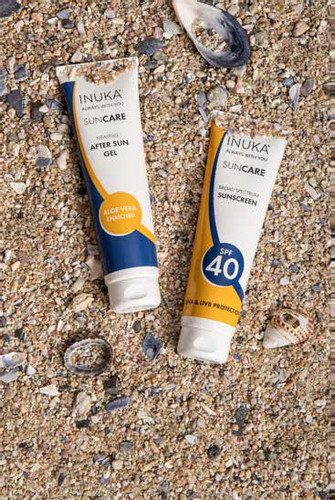 INUKA
ALWAYS WITH YOU
SUNCARE
HEALING
AFTER SUN
GEL
ALOE VERA
ENRICHED
INUKA
ALWAYS WITH YOU
SUNCARE
BROAD SPECTRUM
SUNSCREEN
SPF
40
& UVB PROTECTION